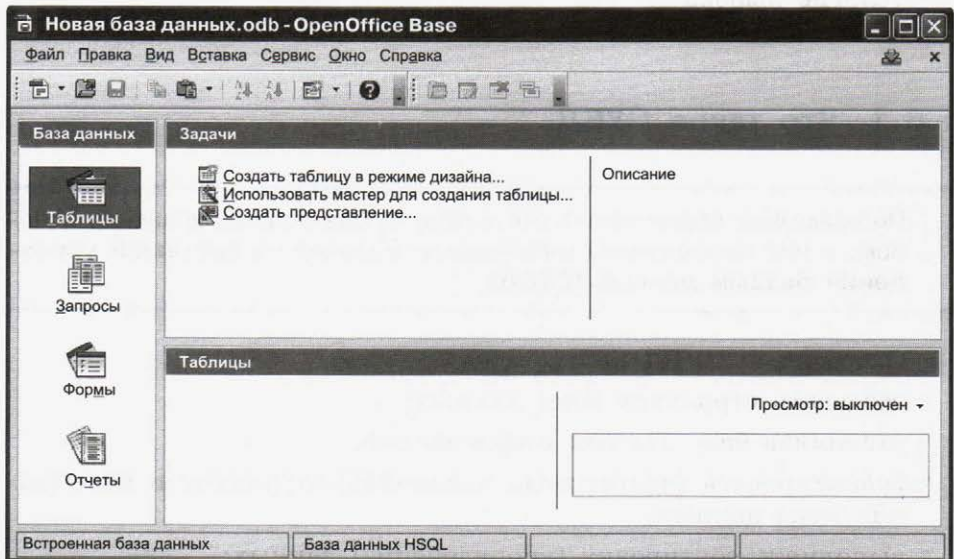 Новая база данных.odb - OpenOffice Base
Файл Правка Вид Вставка Сервис Окно Справка
База данных
Задачи
Таблицы
Создать таблицу в режиме дизайна...
Использовать мастер для создания таблицы...
Создать представление...
Описание
Запросы
Формы
Отчеты
Таблицы
Просмотр: выключен
Встроенная база данных
База данных HSQL